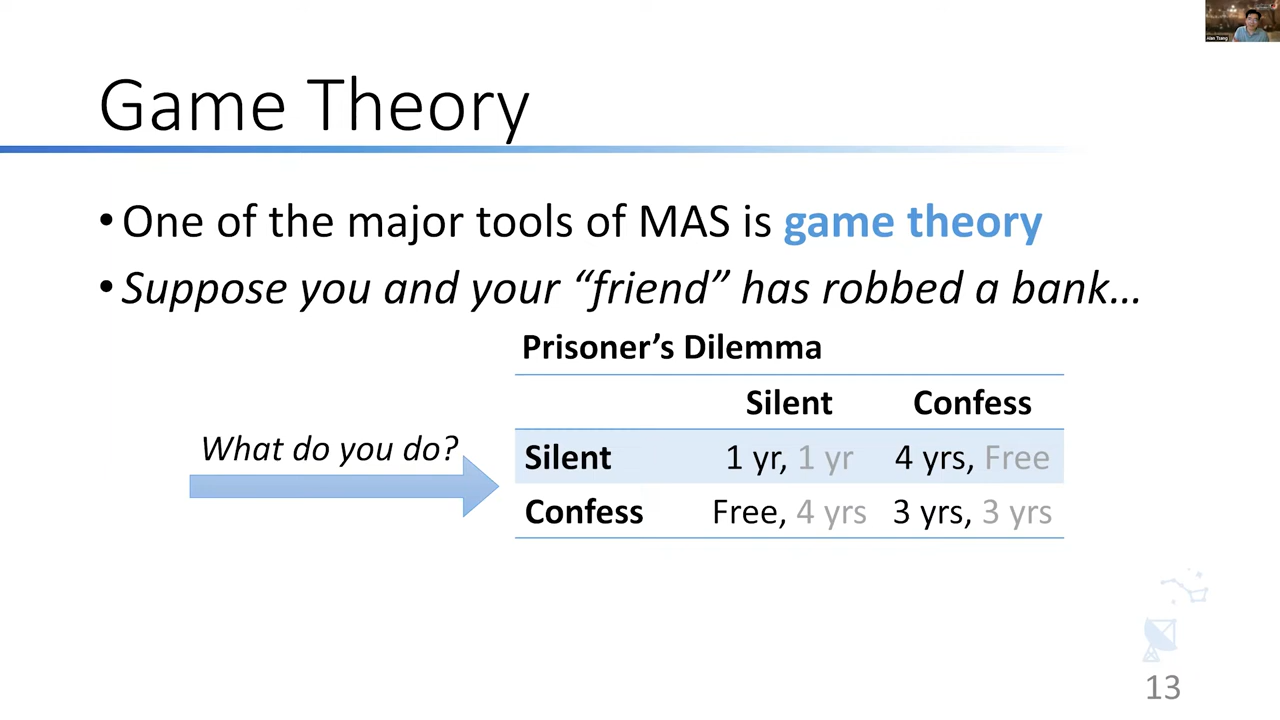 Alan Tsang
Game Theory
• One of the major tools of MAS is game theory
• Suppose you and your “friend” has robbed a bank…
Prisoner’s Dilemma
Silent Confess
What do you do?
Silent 1 yr, 1 yr 4 yrs, Free
Confess Free, 4 yrs 3 yrs, 3 yrs
13